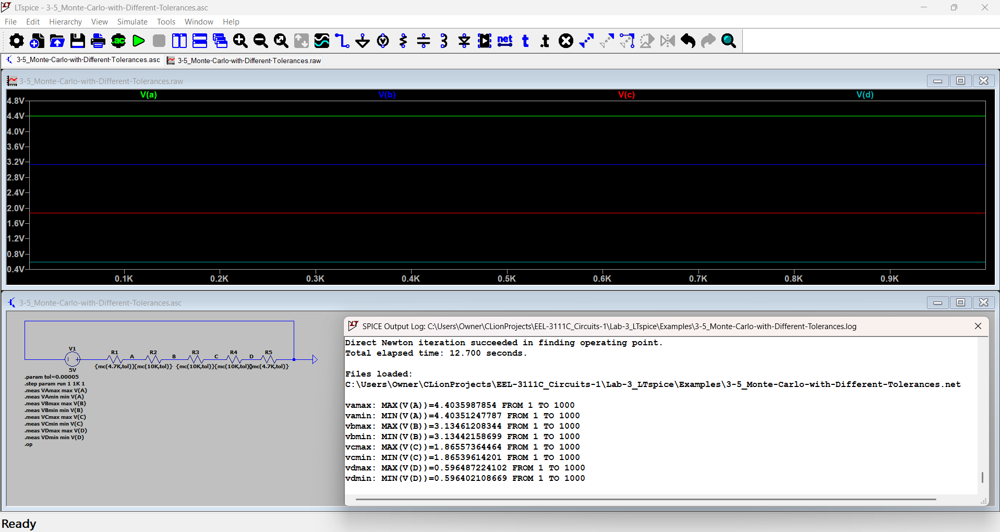 LTspice - 3-5_Monte-Carlo-with-Different-Tolerances.asc
File Edit Hierarchy View Simulate Tools Window Help
.ac net t .t
3-5_Monte-Carlo-with-Different-Tolerances.asc 3-5_Monte-Carlo-with-Different-Tolerances.raw
3-5_Monte-Carlo-with-Different-Tolerances.raw
V(a) V(b) V(c) V(d)
4.8V
4.4V
4.0V
3.6V
3.2V
2.8V
2.4V
2.0V
1.6V
1.2V
0.8V
0.4V
0.1K 0.2K 0.3K 0.4K 0.5K 0.6K 0.7K 0.8K 0.9K
3-5_Monte-Carlo-with-Different-Tolerances.asc
V1 R1 A R2 B R3 C R4 D R5
5V {mc(4.7K,tol)} {mc(10K,tol)} {mc(10K,tol)} {mc(10K,tol)} {mc(4.7K,tol)}
.param tol=0.00005
.step param run 1 1K 1
.meas VAmax max V(A)
.meas VAmin min V(A)
.meas VBmax max V(B)
.meas VBmin min V(B)
.meas VCmax max V(C)
.meas VCmin min V(C)
.meas VDmax max V(D)
.meas VDmin min V(D)
.op
SPICE Output Log: C:\Users\Owner\CLionProjects\EEL-3111C_Circuits-1\Lab-3_LTspice\Examples\3-5_Monte-Carlo-with-Different-Tolerances.log
Direct Newton iteration succeeded in finding operating point.
Total elapsed time: 12.700 seconds.
Files loaded:
C:\Users\Owner\CLionProjects\EEL-3111C_Circuits-1\Lab-3_LTspice\Examples\3-5_Monte-Carlo-with-Different-Tolerances.net
vamax: MAX(V(A))=4.4035987854 FROM 1 TO 1000
vamin: MIN(V(A))=4.40351247787 FROM 1 TO 1000
vbmax: MAX(V(B))=3.13461208344 FROM 1 TO 1000
vbmin: MIN(V(B))=3.13442158699 FROM 1 TO 1000
vcmax: MAX(V(C))=1.86557364464 FROM 1 TO 1000
vcmin: MIN(V(C))=1.86539614201 FROM 1 TO 1000
vdmax: MAX(V(D))=0.596487224102 FROM 1 TO 1000
vdmin: MIN(V(D))=0.596402108669 FROM 1 TO 1000
Ready